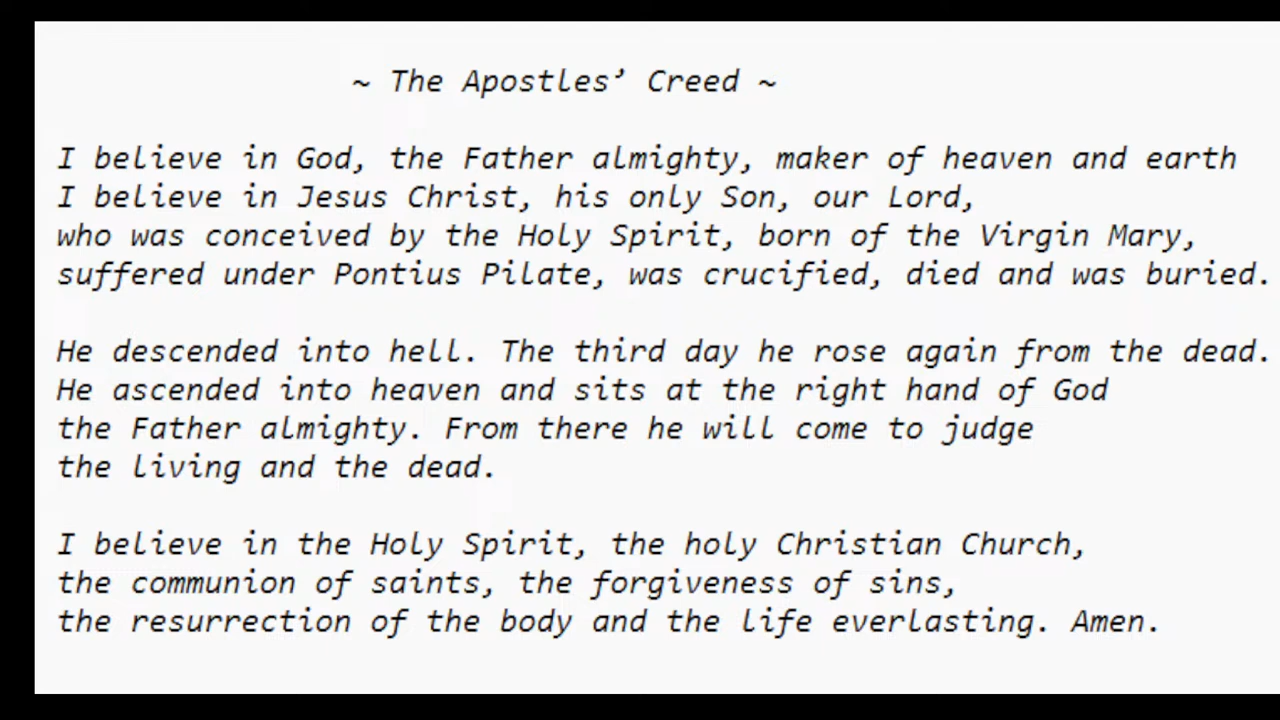 ~ The Apostles’ Creed ~
I believe in God, the Father almighty, maker of heaven and earth
I believe in Jesus Christ, his only Son, our Lord,
who was conceived by the Holy Spirit, born of the Virgin Mary,
suffered under Pontius Pilate, was crucified, died and was buried.
He descended into hell. The third day he rose again from the dead.
He ascended into heaven and sits at the right hand of God
the Father almighty. From there he will come to judge
the living and the dead.
I believe in the Holy Spirit, the holy Christian Church,
the communion of saints, the forgiveness of sins,
the resurrection of the body and the life everlasting. Amen.